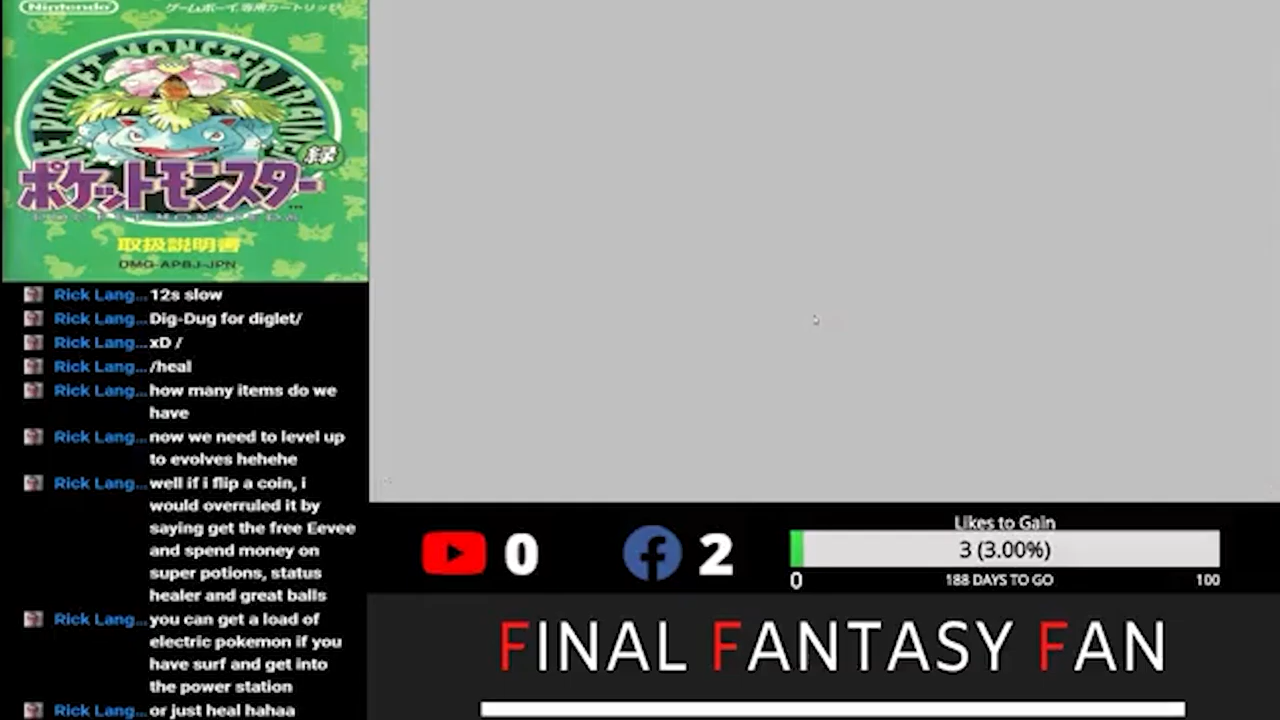 Nintendo
ゲームボーイ専用カートリッジ
THE POCKET MONSTER TRAINER
緑
ポケットモンスター
POCKET MONSTERS
取扱説明書
DMG-APBJ-JPN
Rick Lang... 12s slow
Rick Lang... Dig-Dug for diglet/
Rick Lang... xD /
Rick Lang... /heal
Rick Lang... how many items do we
have
Rick Lang... now we need to level up
to evolves hehehe
Rick Lang... well if i flip a coin, i
would overruled it by
saying get the free Eevee
and spend money on
super potions, status
healer and great balls
Rick Lang... you can get a load of
electric pokemon if you
have surf and get into
the power station
Rick Lang... or just heal hahaa
0
2
Likes to Gain
3 (3.00%)
0
188 DAYS TO GO
100
FINAL FANTASY FAN